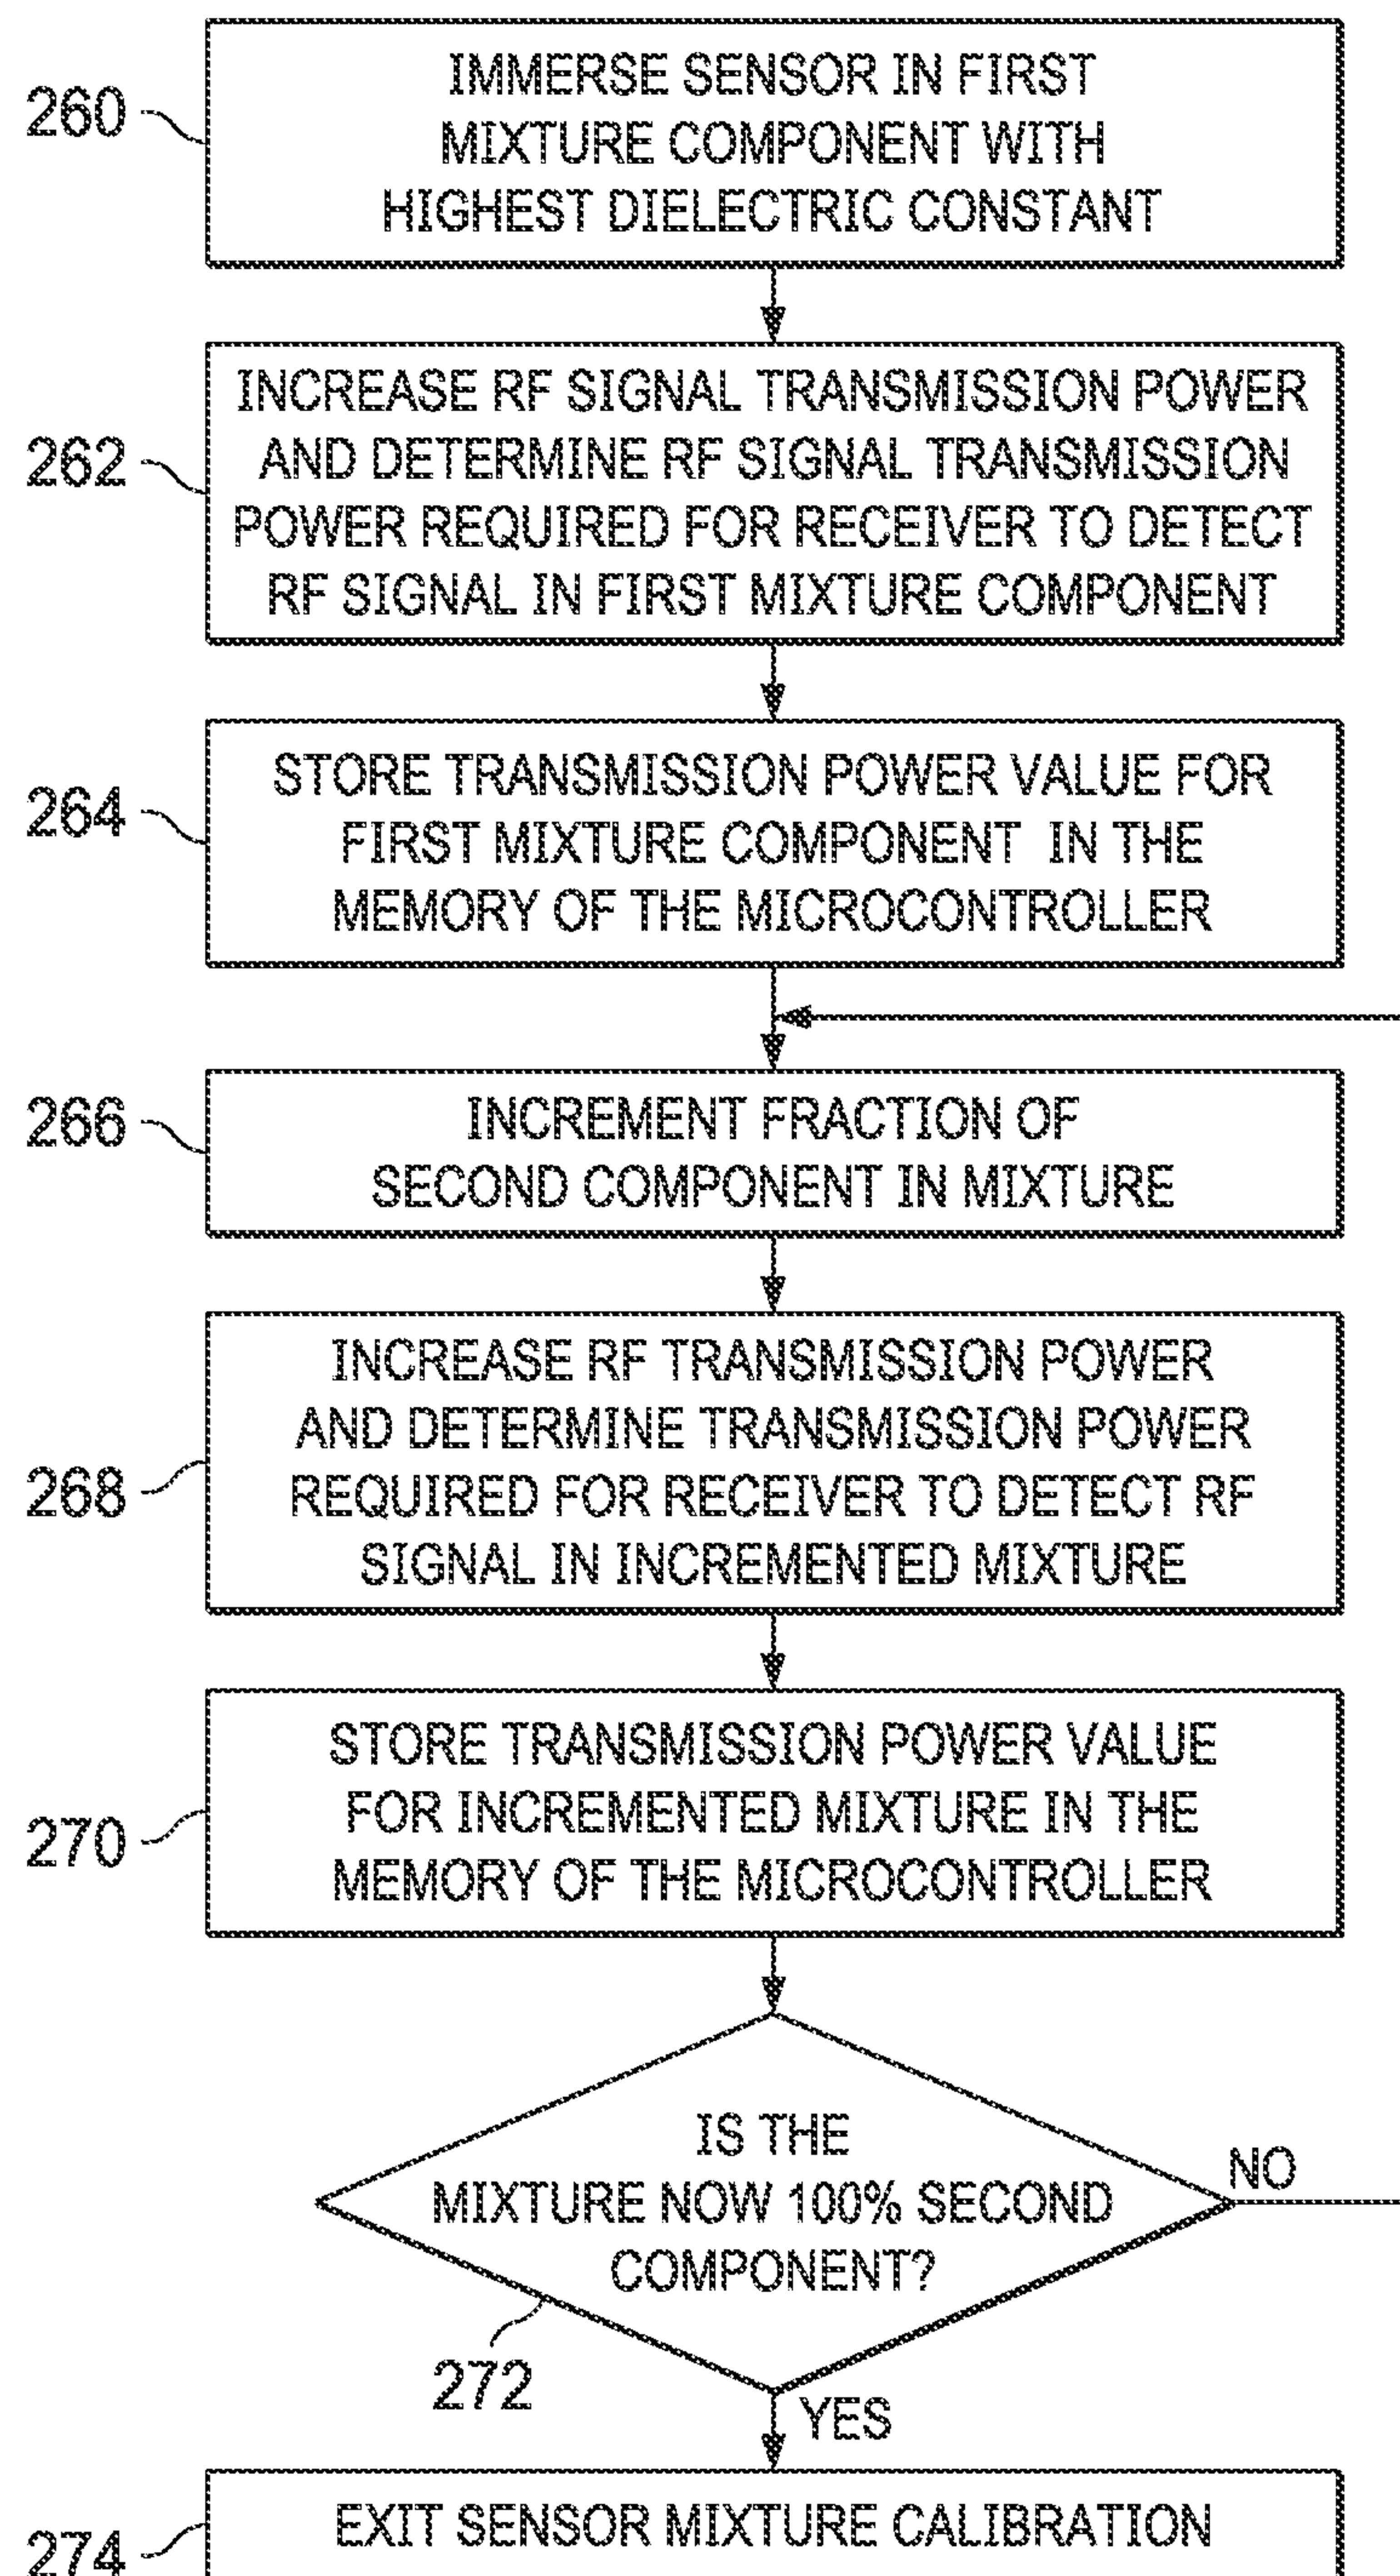 260
IMMERSE SENSOR IN FIRST
MIXTURE COMPONENT WITH
HIGHEST DIELECTRIC CONSTANT
262
INCREASE RF SIGNAL TRANSMISSION POWER
AND DETERMINE RF SIGNAL TRANSMISSION
POWER REQUIRED FOR RECEIVER TO DETECT
RF SIGNAL IN FIRST MIXTURE COMPONENT
264
STORE TRANSMISSION POWER VALUE FOR
FIRST MIXTURE COMPONENT IN THE
MEMORY OF THE MICROCONTROLLER
266
INCREMENT FRACTION OF
SECOND COMPONENT IN MIXTURE
268
INCREASE RF TRANSMISSION POWER
AND DETERMINE TRANSMISSION POWER
REQUIRED FOR RECEIVER TO DETECT RF
SIGNAL IN INCREMENTED MIXTURE
270
STORE TRANSMISSION POWER VALUE
FOR INCREMENTED MIXTURE IN THE
MEMORY OF THE MICROCONTROLLER
IS THE
MIXTURE NOW 100% SECOND
COMPONENT?
NO
272
YES
274
EXIT SENSOR MIXTURE CALIBRATION